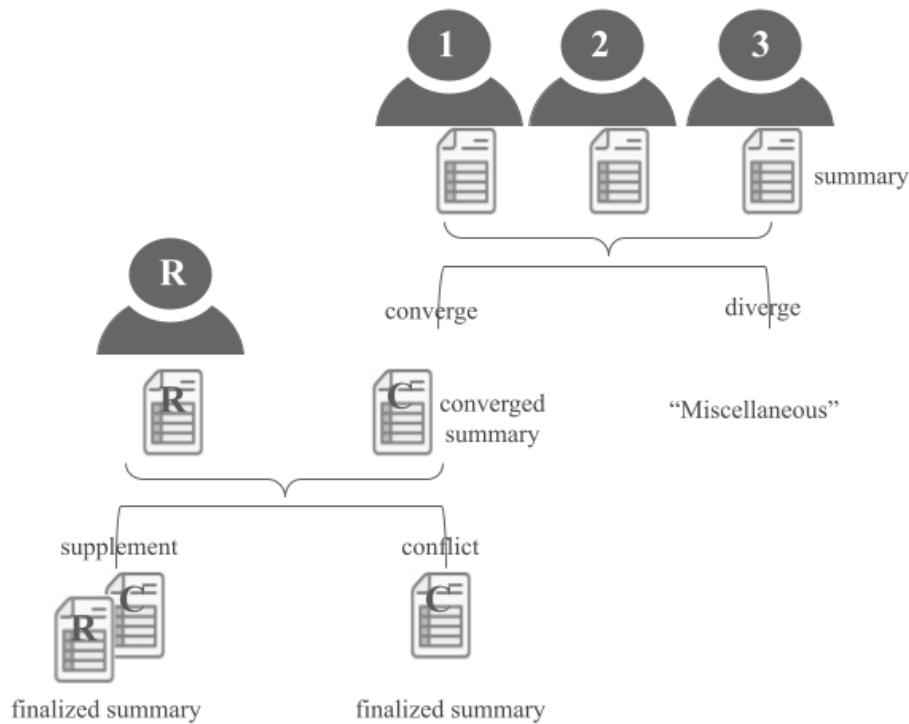 1 2 3
summary
converge diverge
R
R C converged
summary
“Miscellaneous”
supplement conflict
R C C
finalized summary finalized summary